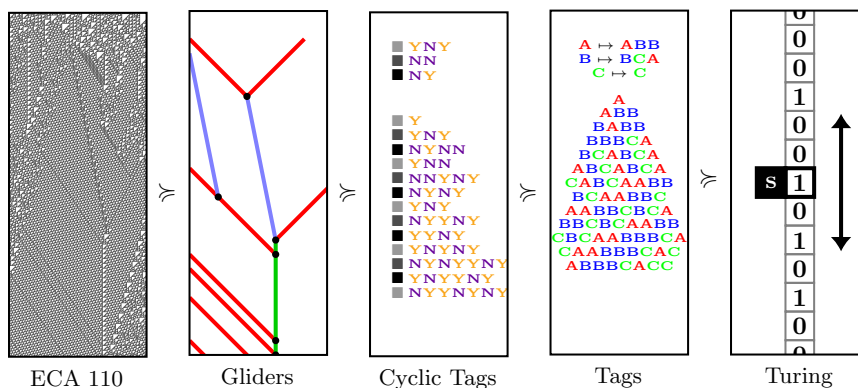 YNY
NN
NY
Y
YNY
NYNN
YNN
NNYNY
NYNY
YNY
NYYNY
YYNY
YNYNY
NYNYYNY
YNYYNY
NYYNYNY
A ↦ ABB
B ↦ BCA
C ↦ C
A
ABB
BABB
BBBCA
BCABCA
ABCABCA
CABCAABB
BCAABBC
AABBCBCA
BBCBCAABB
CBCAABBBCA
CAABBBCAC
ABBBCACC
0
0
0
1
0
0
S 1
0
1
0
1
0
0
ECA 110
Gliders
Cyclic Tags
Tags
Turing